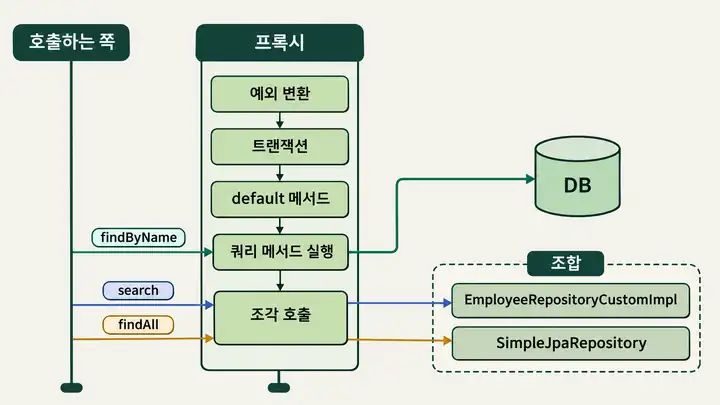 호출하는 쪽
프록시
예외 변환
트랜잭션
default 메서드
findByName
쿼리 메서드 실행
DB
조합
search
조각 호출
EmployeeRepositoryCustomImpl
findAll
SimpleJpaRepository